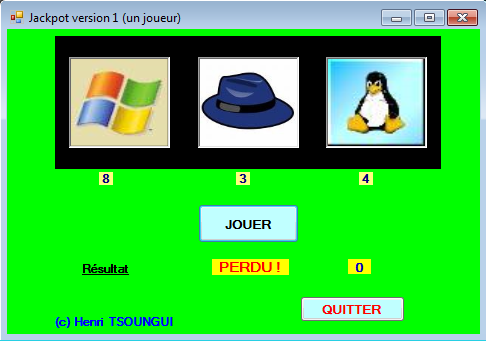 Jackpot version 1 (un joueur)
8 3 4
JOUER
Résultat PERDU ! 0
QUITTER
(c) Henri TSOUNGUI